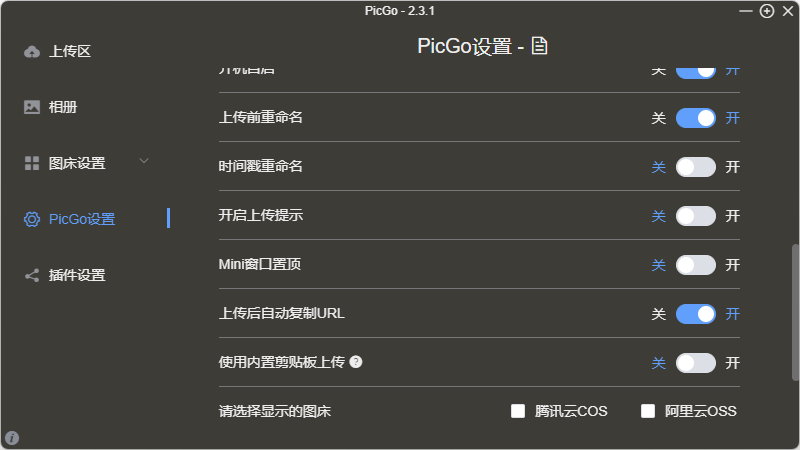 PicGo - 2.3.1
PicGo设置 -
上传区
相册
图床设置
PicGo设置
插件设置
开机自启 关 开
上传前重命名 关 开
时间戳重命名 关 开
开启上传提示 关 开
Mini窗口置顶 关 开
上传后自动复制URL 关 开
使用内置剪贴板上传 ? 关 开
请选择显示的图床 腾讯云COS 阿里云OSS